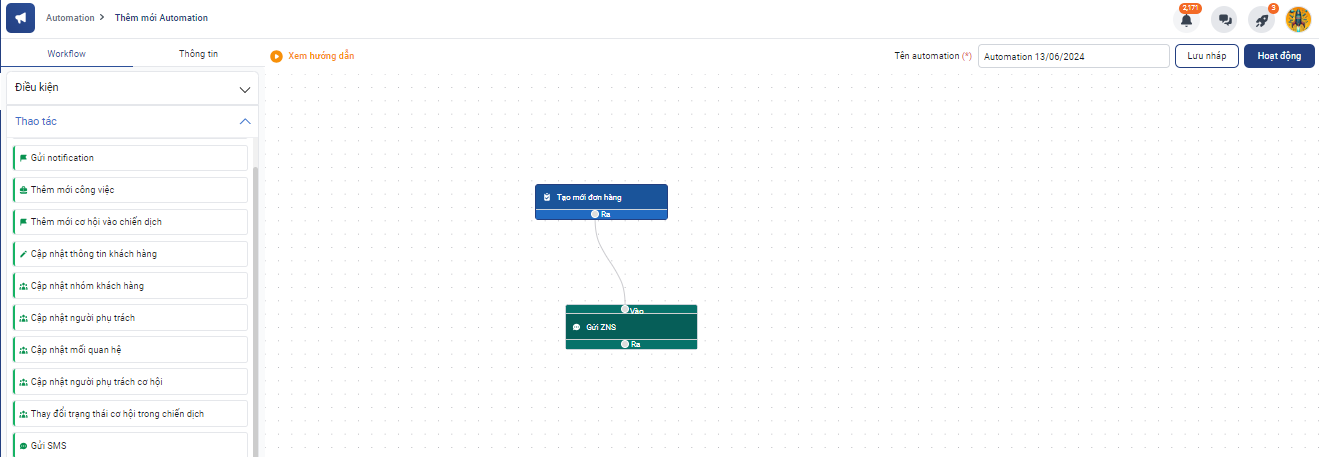 Automation > Thêm mới Automation
2,171
3
Workflow
Thông tin
Xem hướng dẫn
Tên automation (*)
Automation 13/06/2024
Lưu nháp
Hoạt động
Điều kiện
Thao tác
Gửi notification
Thêm mới công việc
Thêm mới cơ hội vào chiến dịch
Cập nhật thông tin khách hàng
Cập nhật nhóm khách hàng
Cập nhật người phụ trách
Cập nhật mối quan hệ
Cập nhật người phụ trách cơ hội
Thay đổi trạng thái cơ hội trong chiến dịch
Gửi SMS
Tạo mới đơn hàng
Ra
Vào
Gửi ZNS
Ra